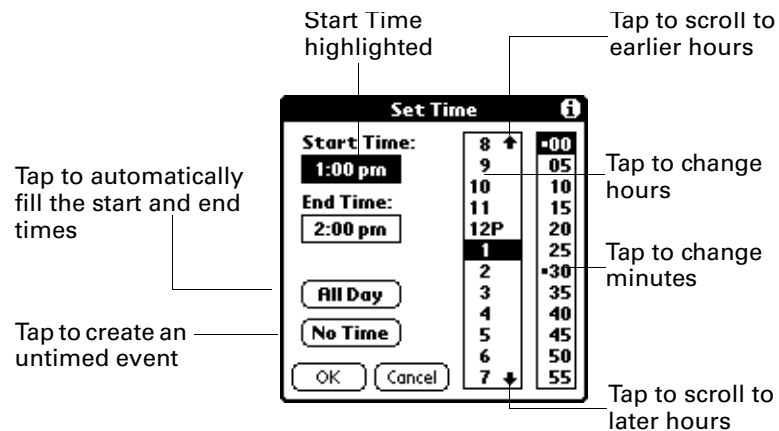 Start Time
highlighted
Tap to scroll to
earlier hours
Set Time
i
Start Time:
1:00 pm
End Time:
2:00 pm
All Day
No Time
OK
Cancel
8
9
10
11
12P
1
2
3
4
5
6
7
00
05
10
15
20
25
30
35
40
45
50
55
Tap to automatically
fill the start and end
times
Tap to create an
untimed event
Tap to change
hours
Tap to change
minutes
Tap to scroll to
later hours